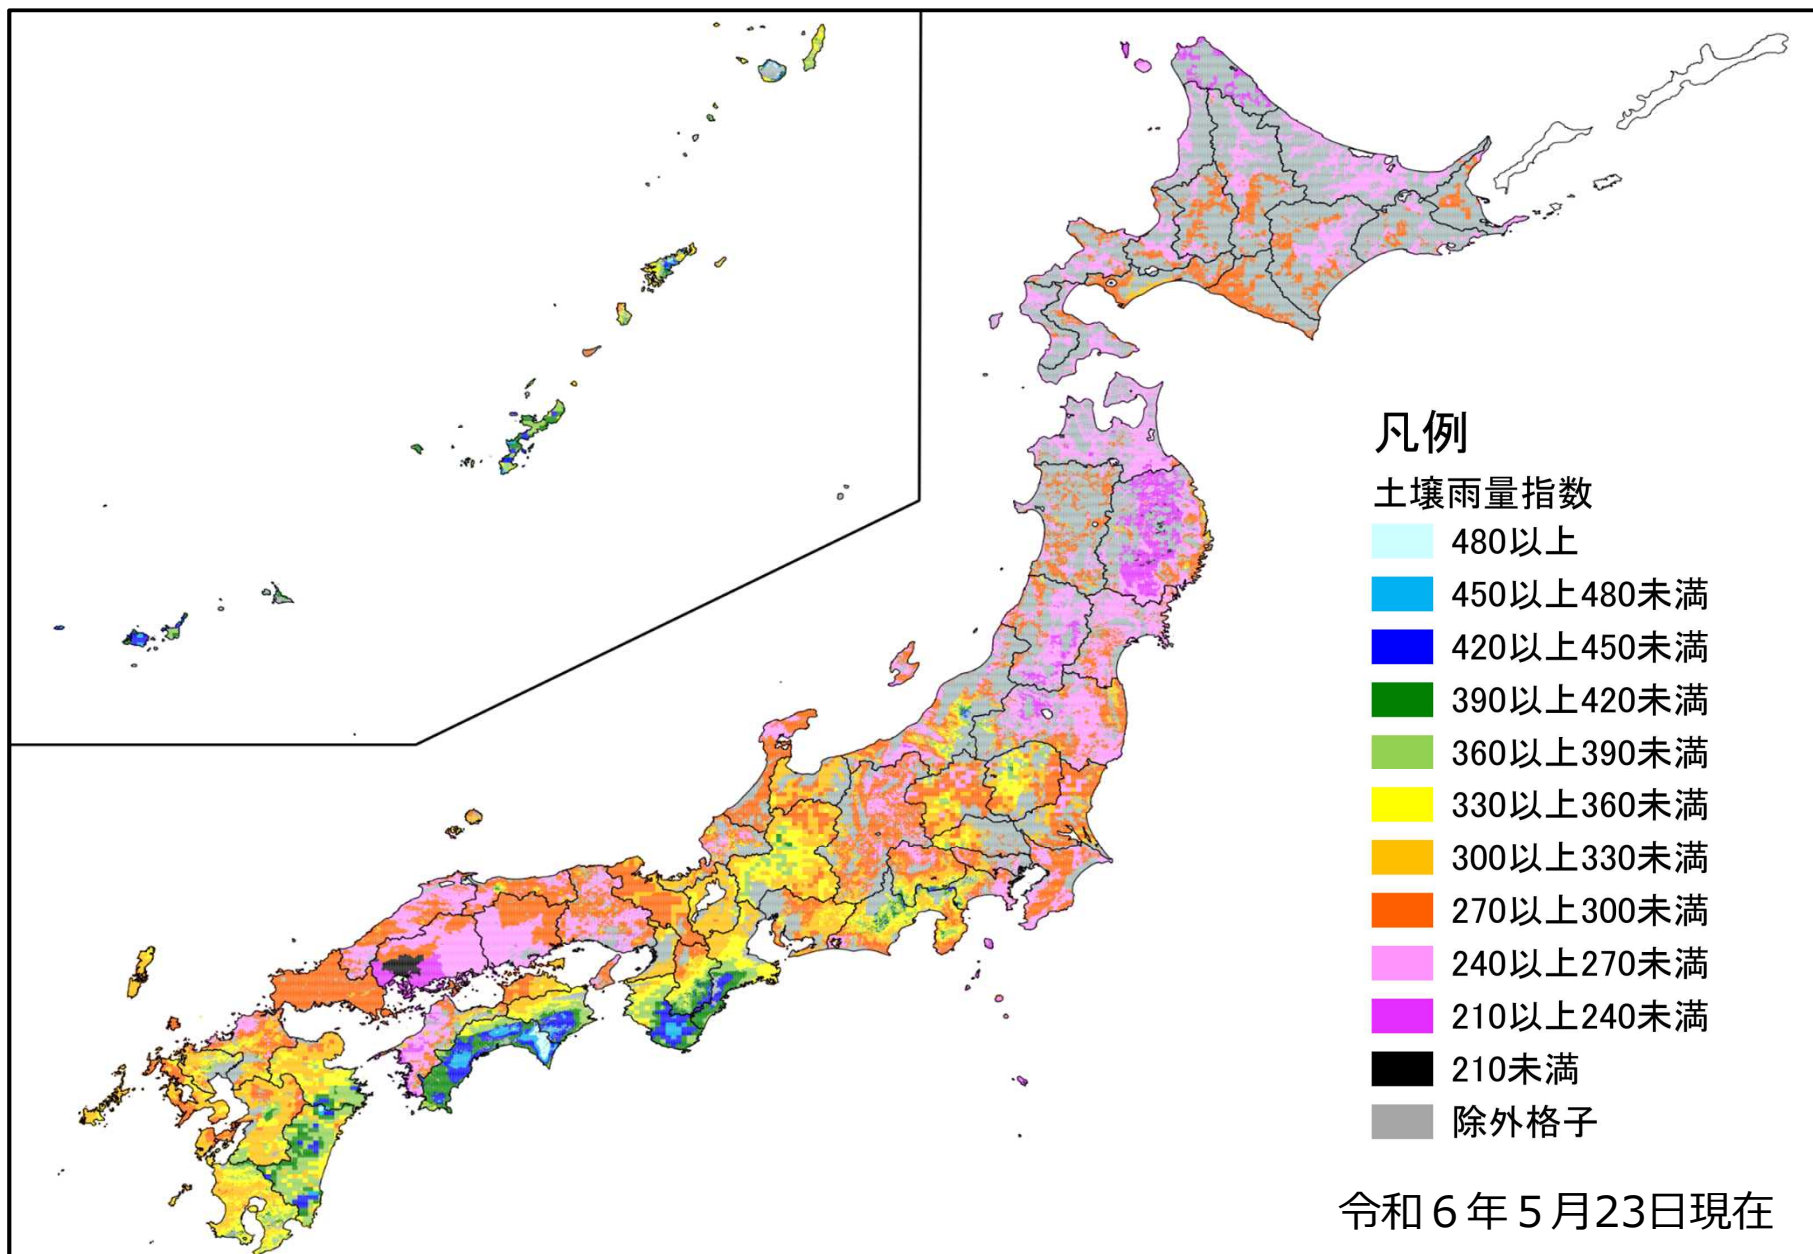 凡例
土壌雨量指数
480以上
450以上480未満
420以上450未満
390以上420未満
360以上390未満
330以上360未満
300以上330未満
270以上300未満
240以上270未満
210以上240未満
210未満
除外格子
令和６年５月23日現在